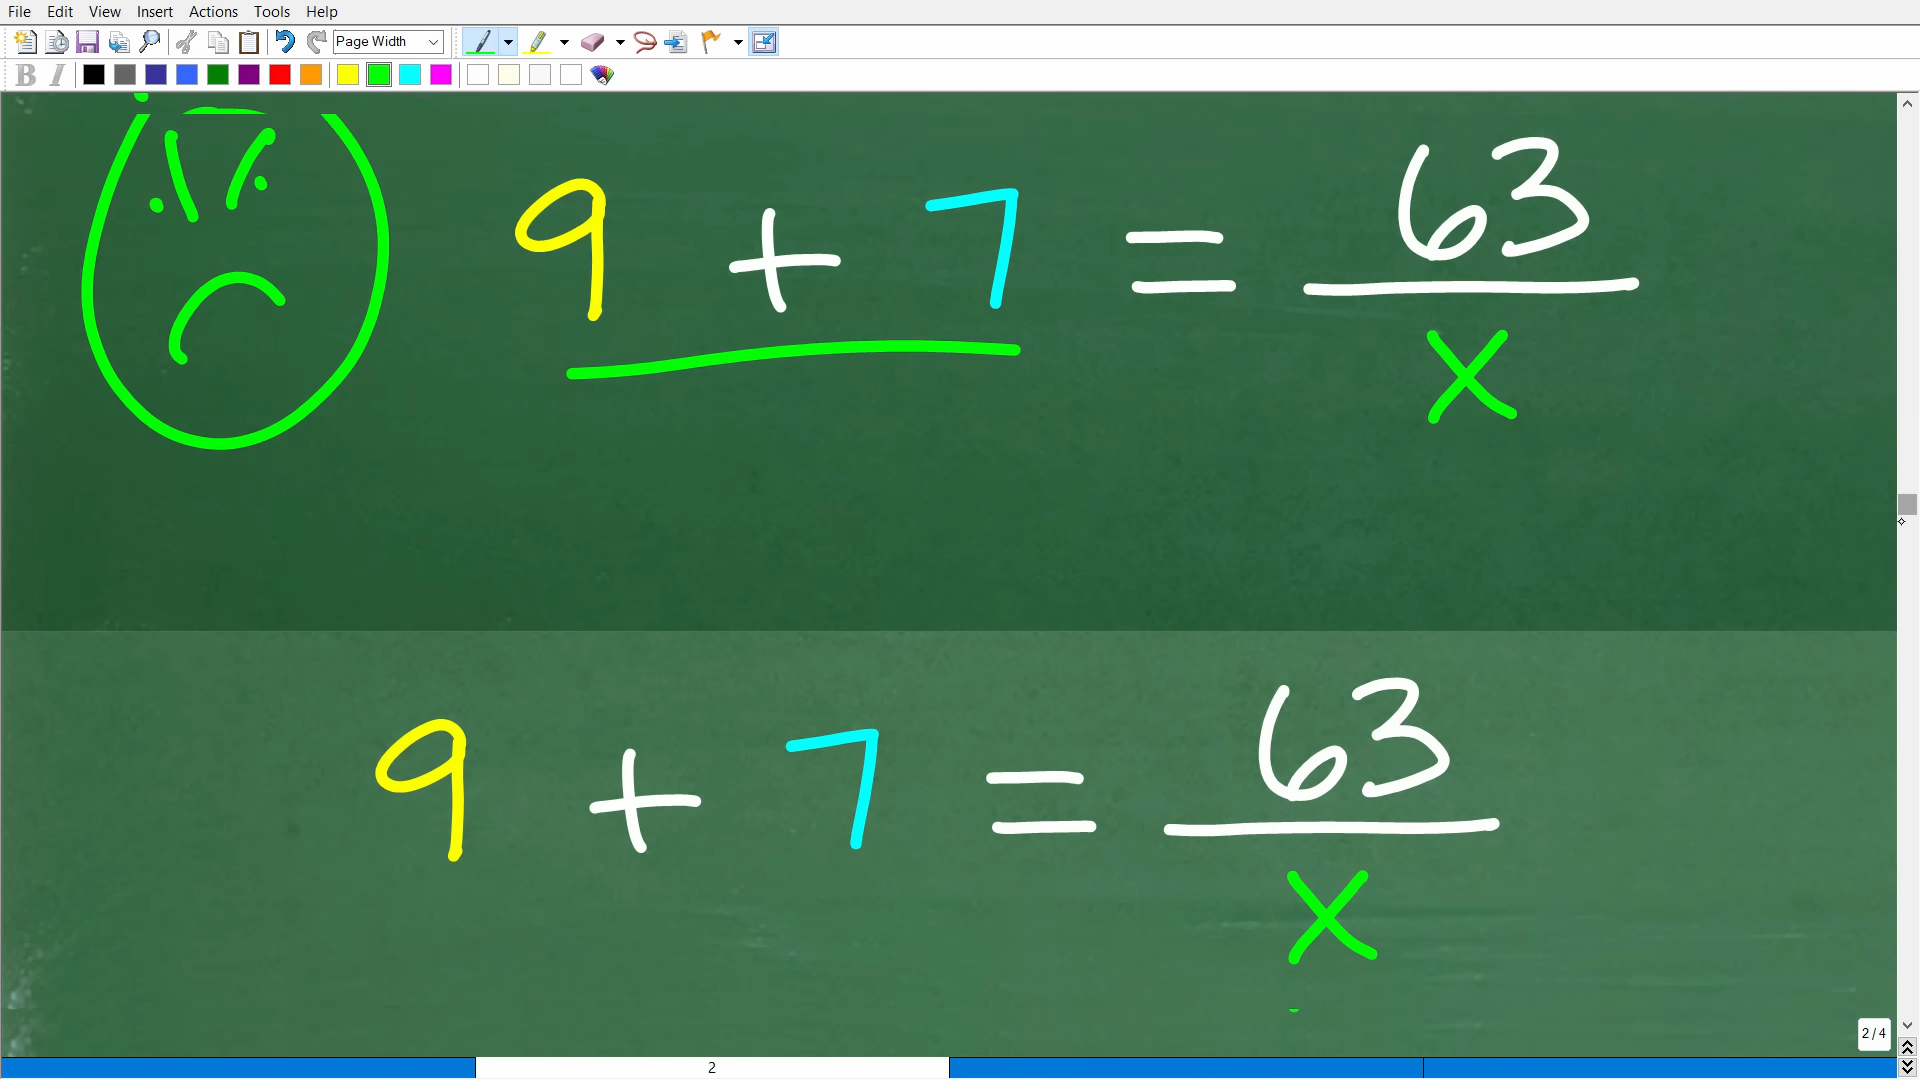 File Edit View Insert Actions Tools Help
Page Width
B I
9 + 7 = 63
x
9 + 7 = 63
x
2 / 4
2